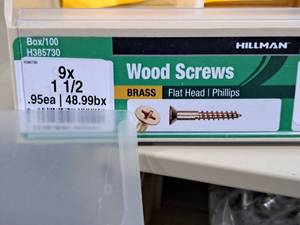 Box/100
H385730
HILLMAN
9x
1 1/2
.95ea | 48.99bx
Wood Screws
BRASS Flat Head | Phillips